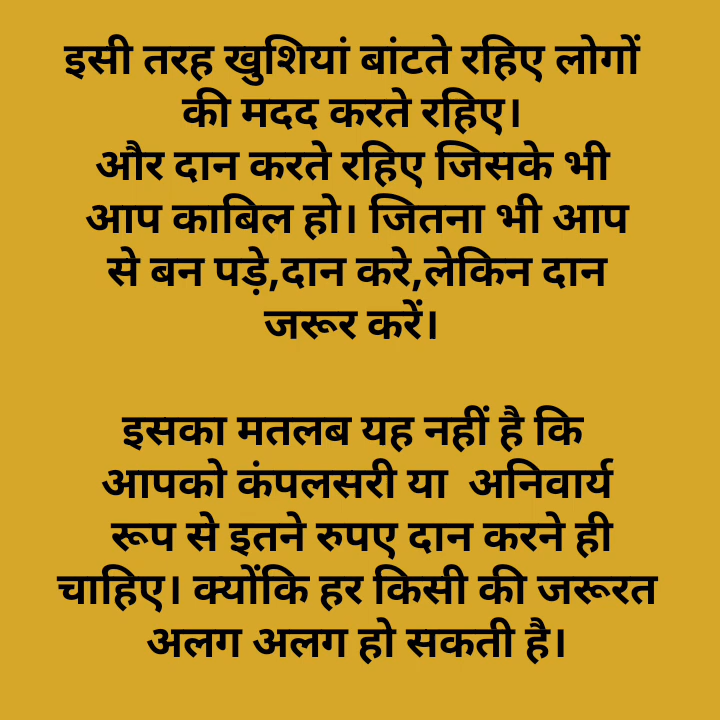 इसी तरह खुशियां बांटते रहिए लोगों
की मदद करते रहिए।
और दान करते रहिए जिसके भी
आप काबिल हो। जितना भी आप
से बन पड़े,दान करे,लेकिन दान
जरूर करें।
इसका मतलब यह नहीं है कि
आपको कंपलसरी या  अनिवार्य
रूप से इतने रुपए दान करने ही
चाहिए। क्योंकि हर किसी की जरूरत
अलग अलग हो सकती है।